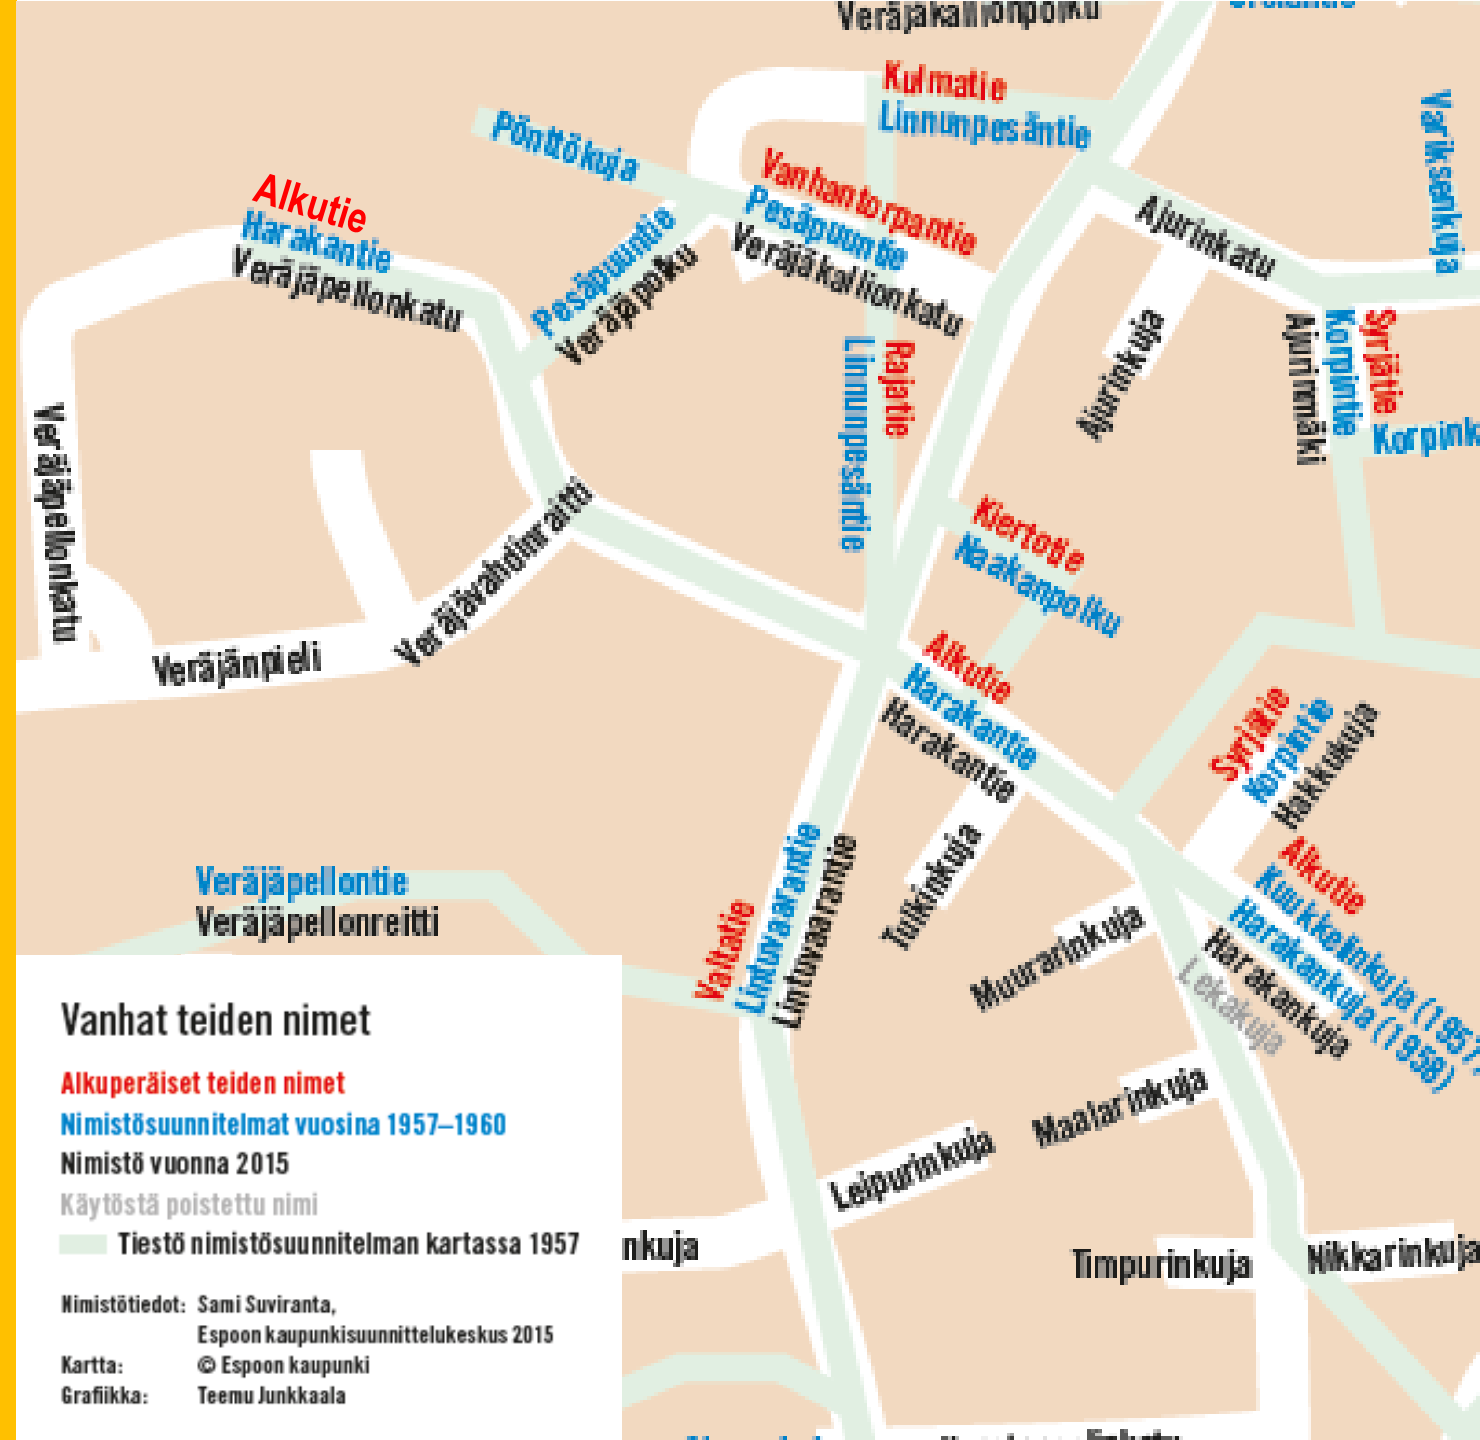 Veräjäkallionpolku
Kulmatie
Linnunpesäntie
Variksenkuja
Pönttökuja
Vanhantorpantie
Pesäpuuntie
Veräjäkallionkatu
Alkutie
Harakantie
Veräjäpellonkatu
Pesäpuuntie
Veräjäpolku
Ajurinkatu
Ajurinkuja
Syrjätie
Korpintie
Ajurinmäki
Korpink
Rajatie
Linnunpesäntie
Veräjäpellonkatu
Veräjävahdinraitti
Veräjänpieli
Kiertotie
Naakanpolku
Alkutie
Harakantie
Harakantie
Syrjätie
Korpintie
Hakkukuja
Tulkinkuja
Valtatie
Lintuvaarantie
Lintuvaarantie
Alkutie
Kuukkelinkuja (1957)
Harakankuja (1958)
Harakankuja
Lekakuja
Muurarinkuja
Veräjäpellontie
Veräjäpellonreitti
Maalarinkuja
Leipurinkuja
nkuja
Timpurinkuja
Nikkarinkuja
Vanhat teiden nimet
Alkuperäiset teiden nimet
Nimistösuunnitelmat vuosina 1957–1960
Nimistö vuonna 2015
Käytöstä poistettu nimi
Tiestö nimistösuunnitelman kartassa 1957
Nimistötiedot: Sami Suviranta,
Espoon kaupunkisuunnittelukeskus 2015
Kartta: © Espoon kaupunki
Grafiikka: Teemu Junkkaala